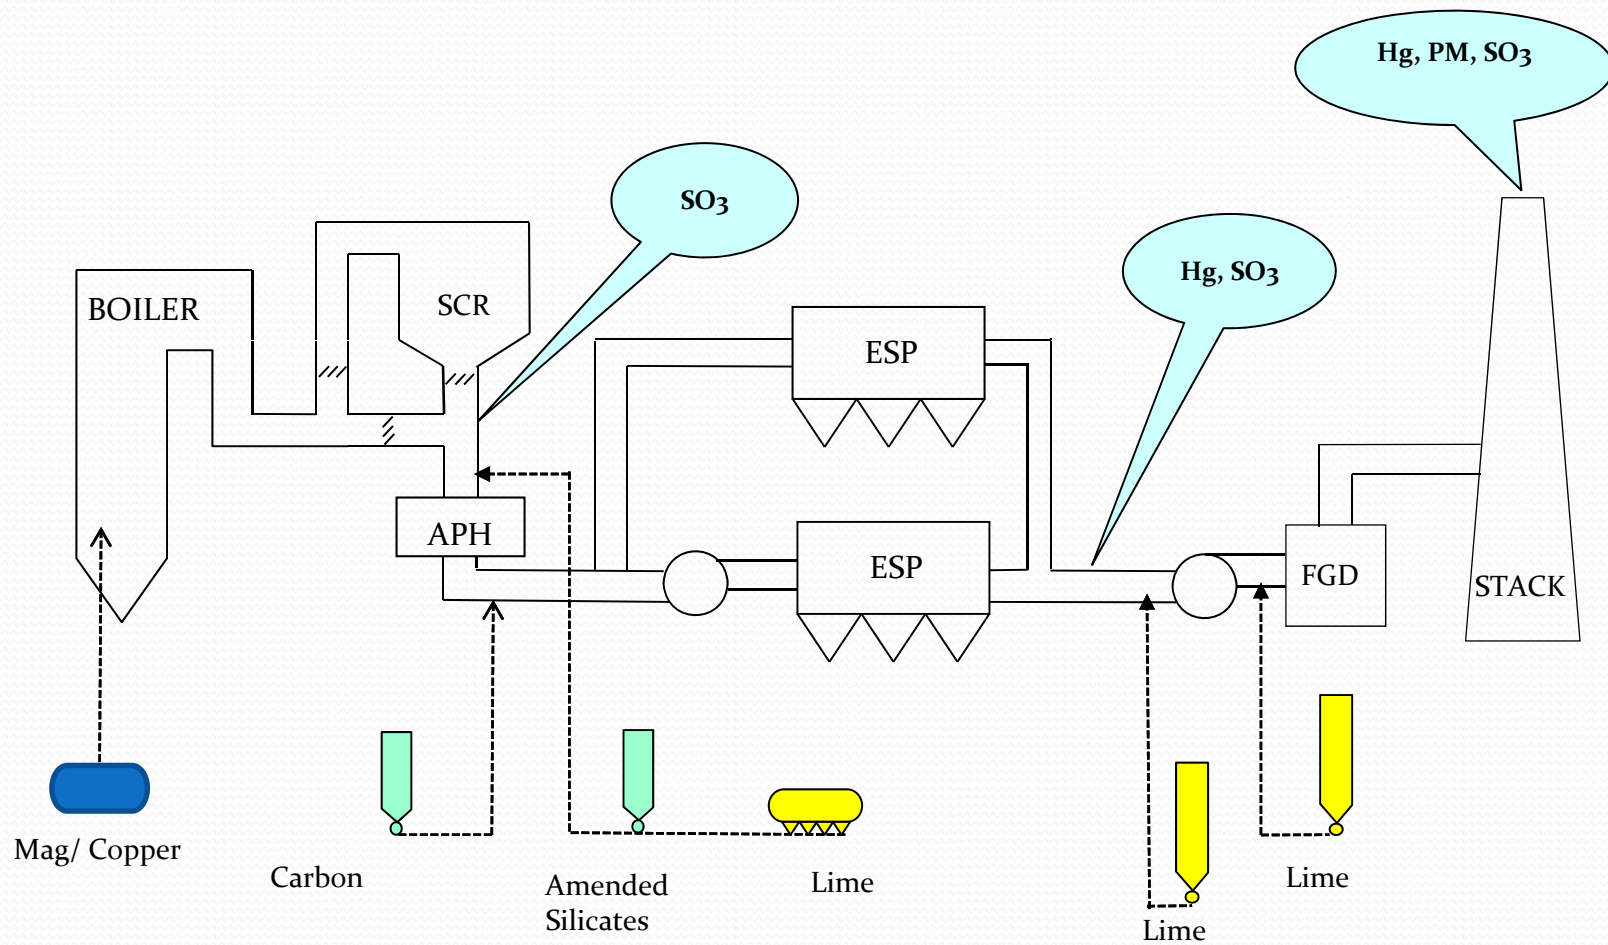 Hg, PM, SO3
SO3
Hg, SO3
BOILER
SCR
ESP
APH
ESP
FGD
STACK
Mag/ Copper
Carbon
Amended
Silicates
Lime
Lime
Lime